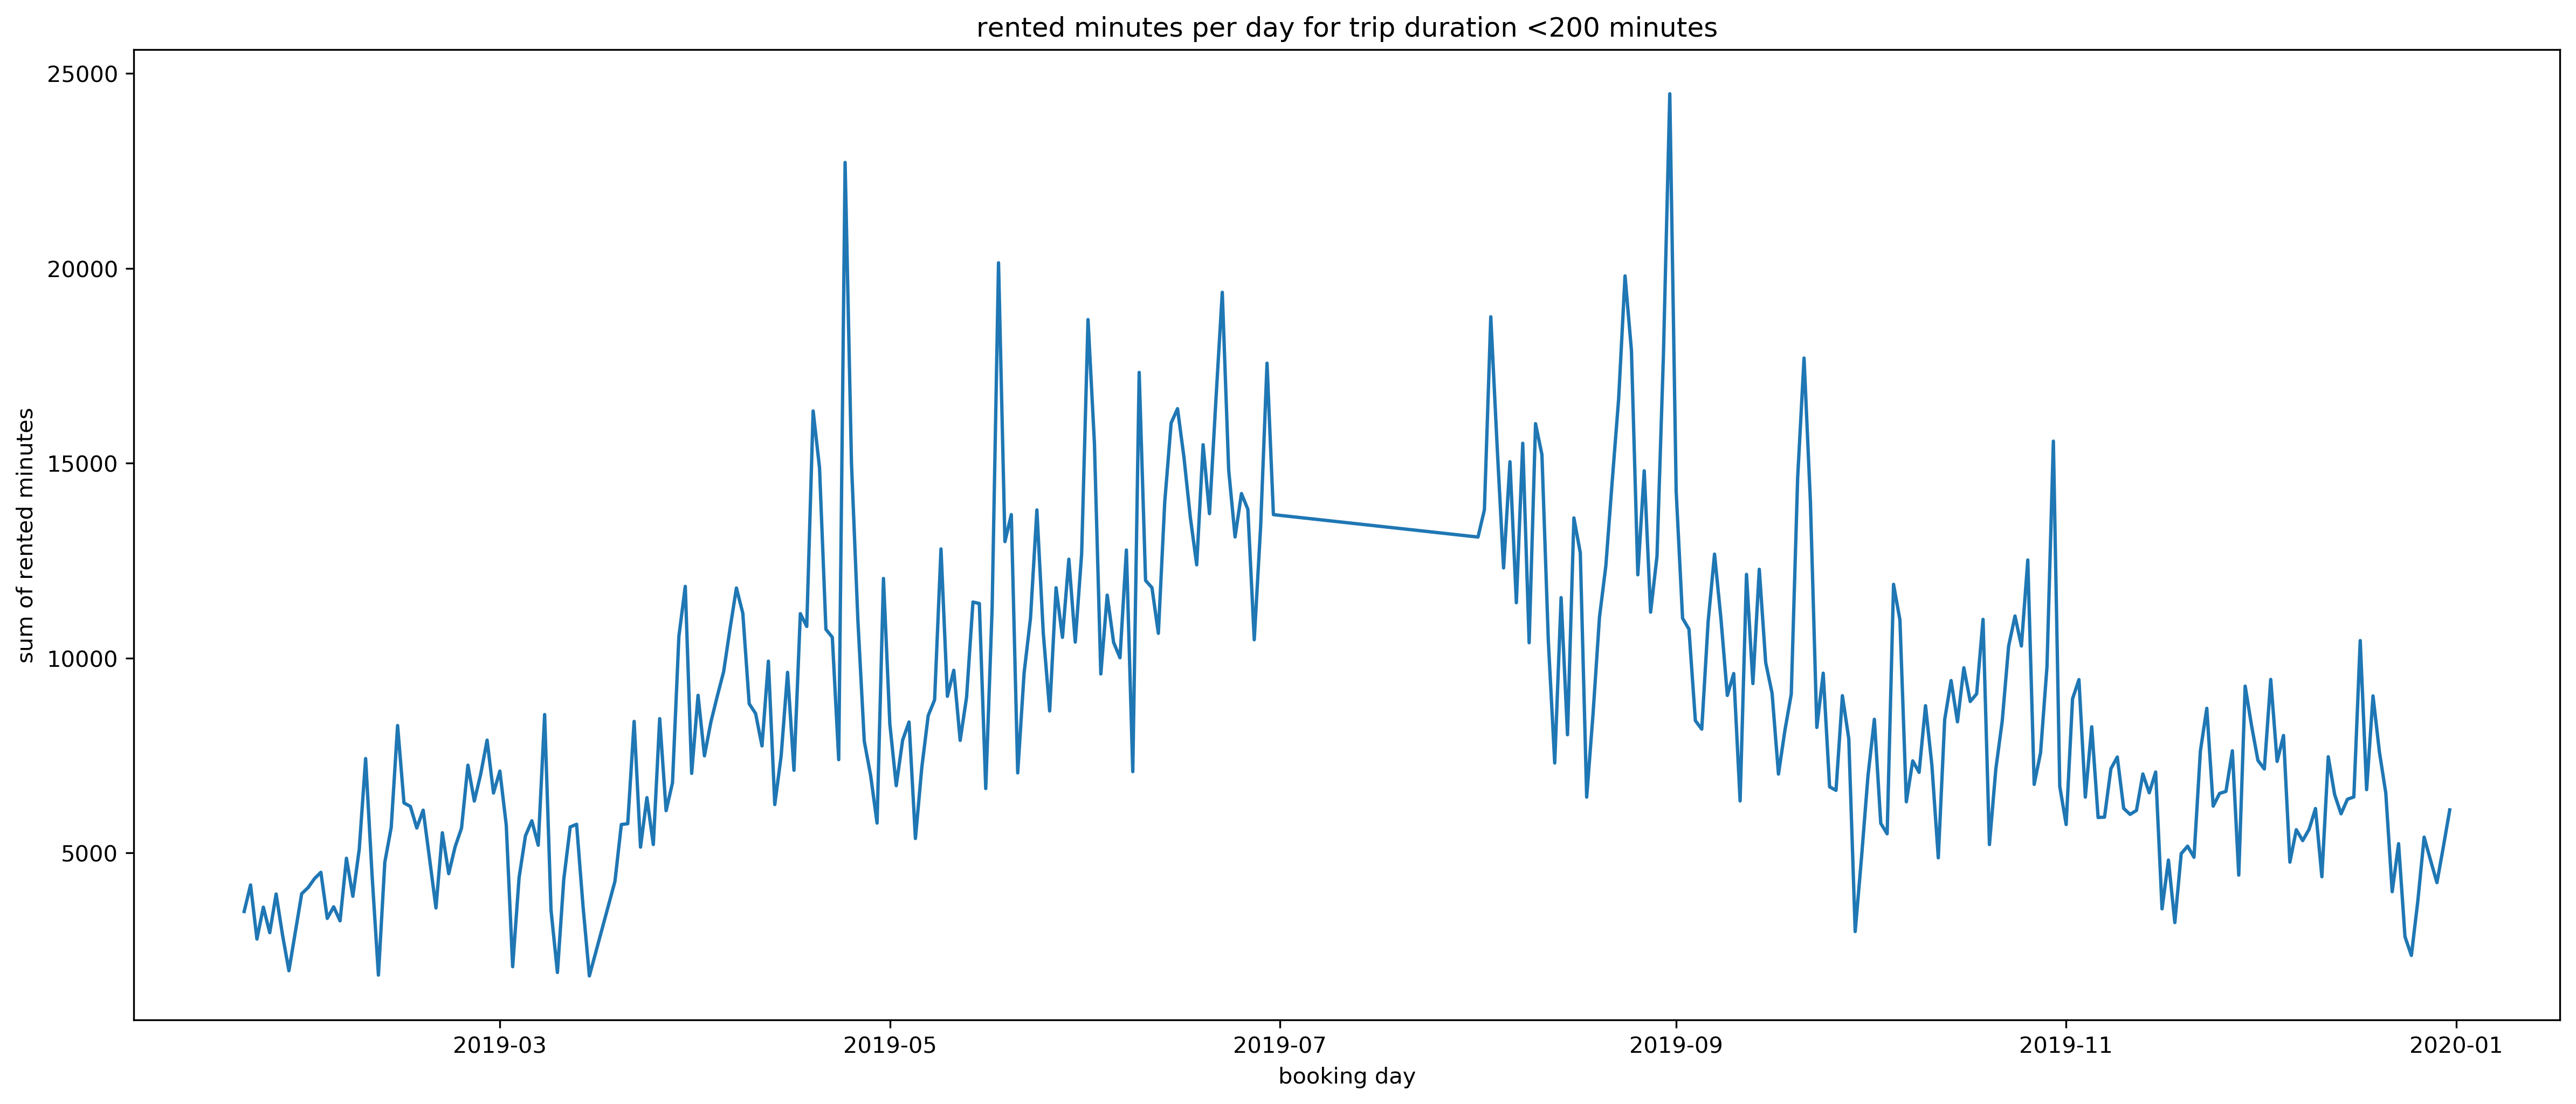 rented minutes per day for trip duration <200 minutes
25000
20000
15000
10000
5000
sum of rented minutes
2019-03 2019-05 2019-07 2019-09 2019-11 2020-01
booking day